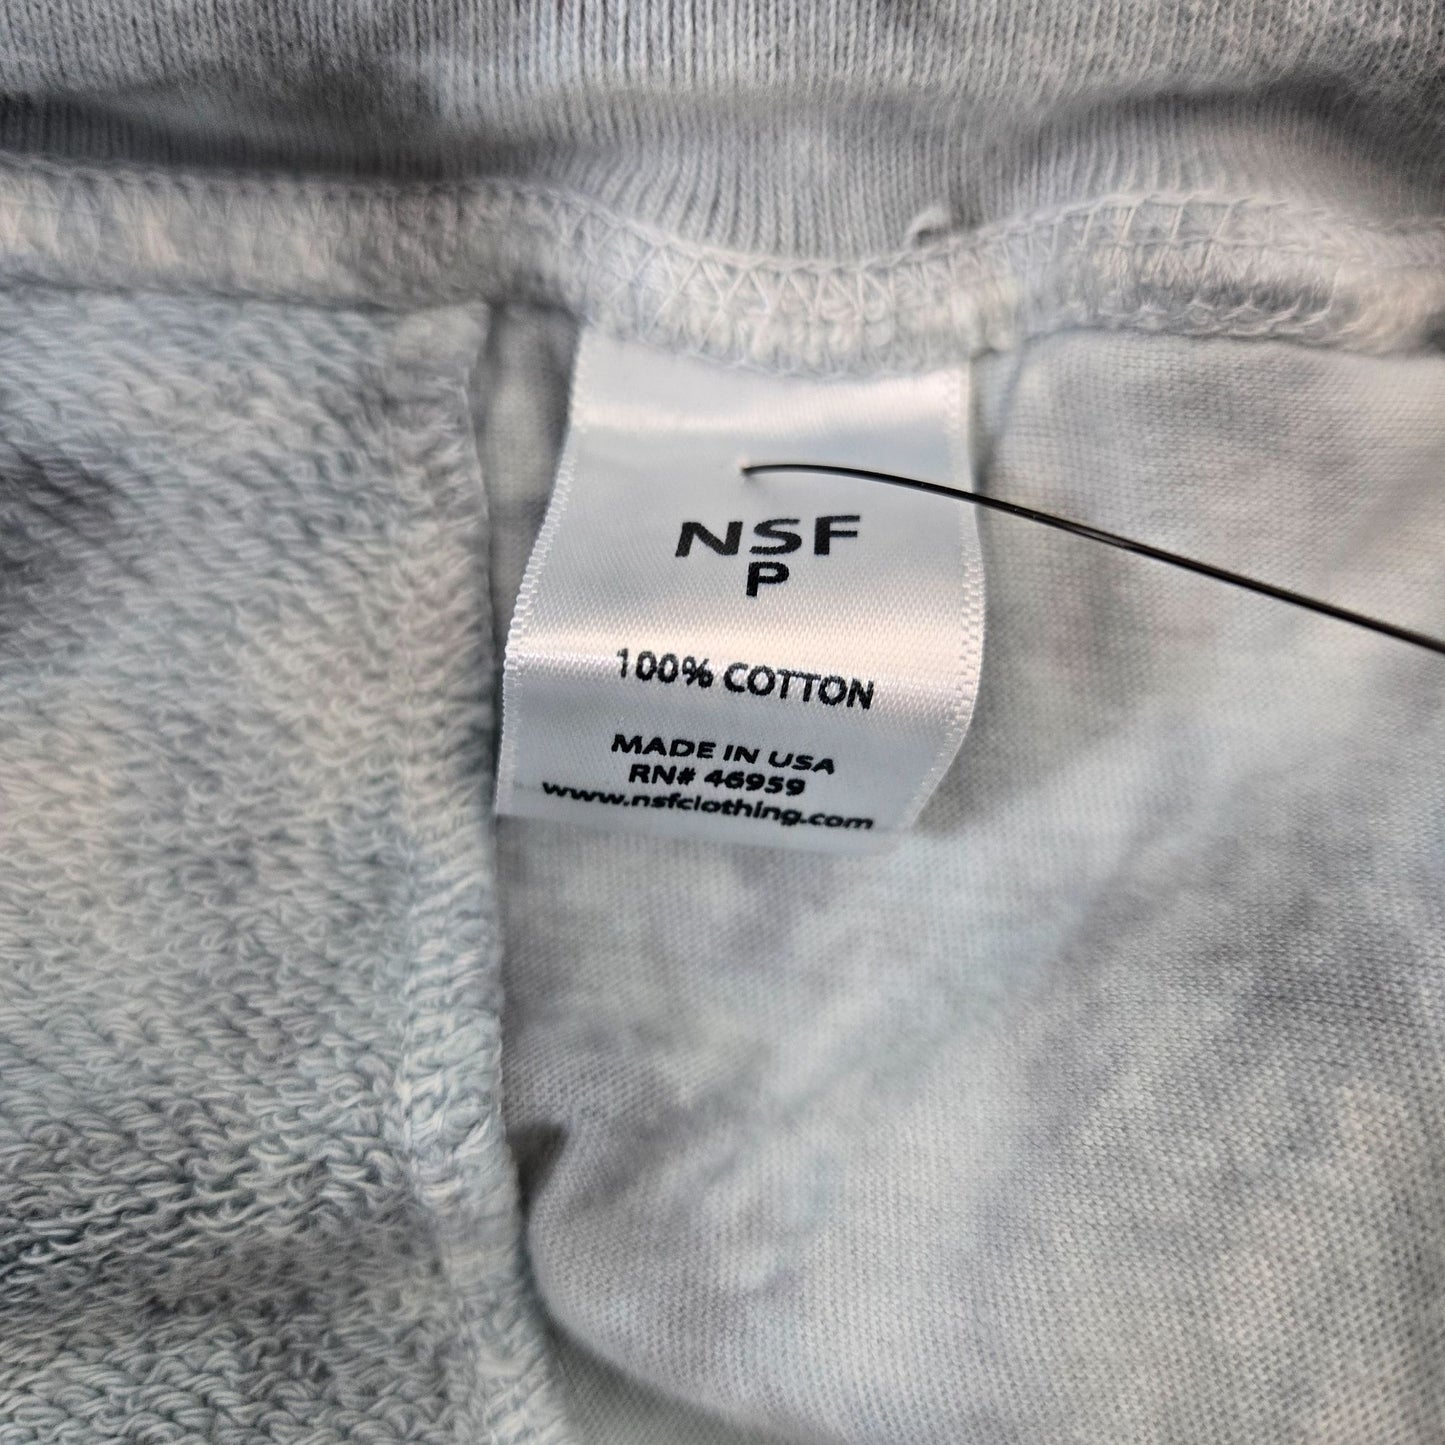 NSF
P
100% COTTON
MADE IN USA
RN# 46959
www.nsfclothing.com